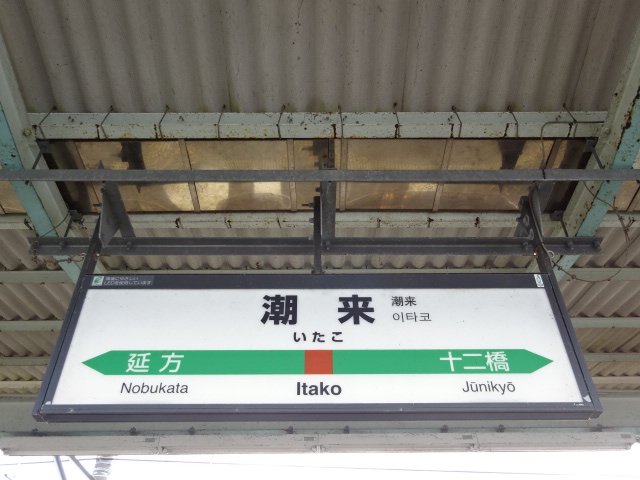 潮来
潮来
이타코
いたこ
延方
十二橋
Nobukata
Itako
Jūnikyō